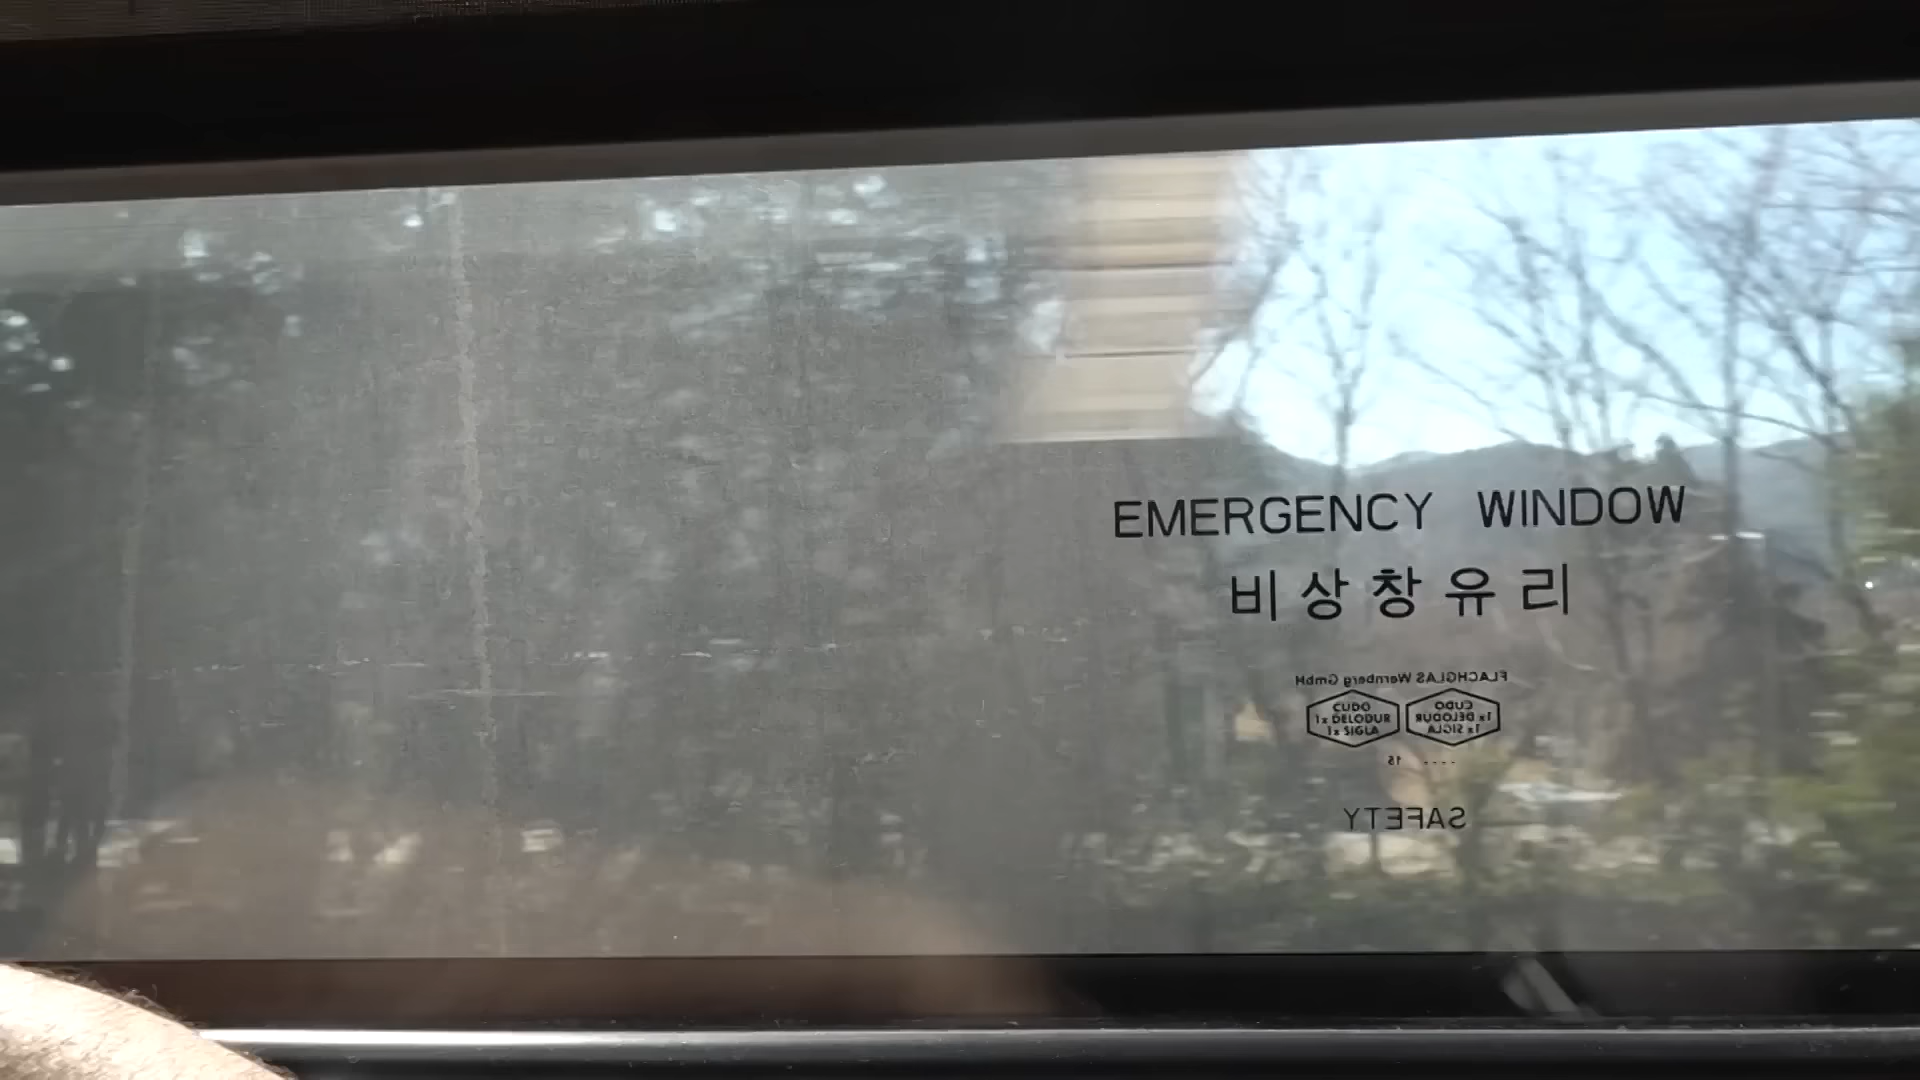 EMERGENCY WINDOW
비상창유리
FLACHGLAS Wernberg GmbH
CUDO
1x DELODUR
1x SIGLA
CUDO
1x DELODUR
1x SIGLA
15 ····
SAFETY